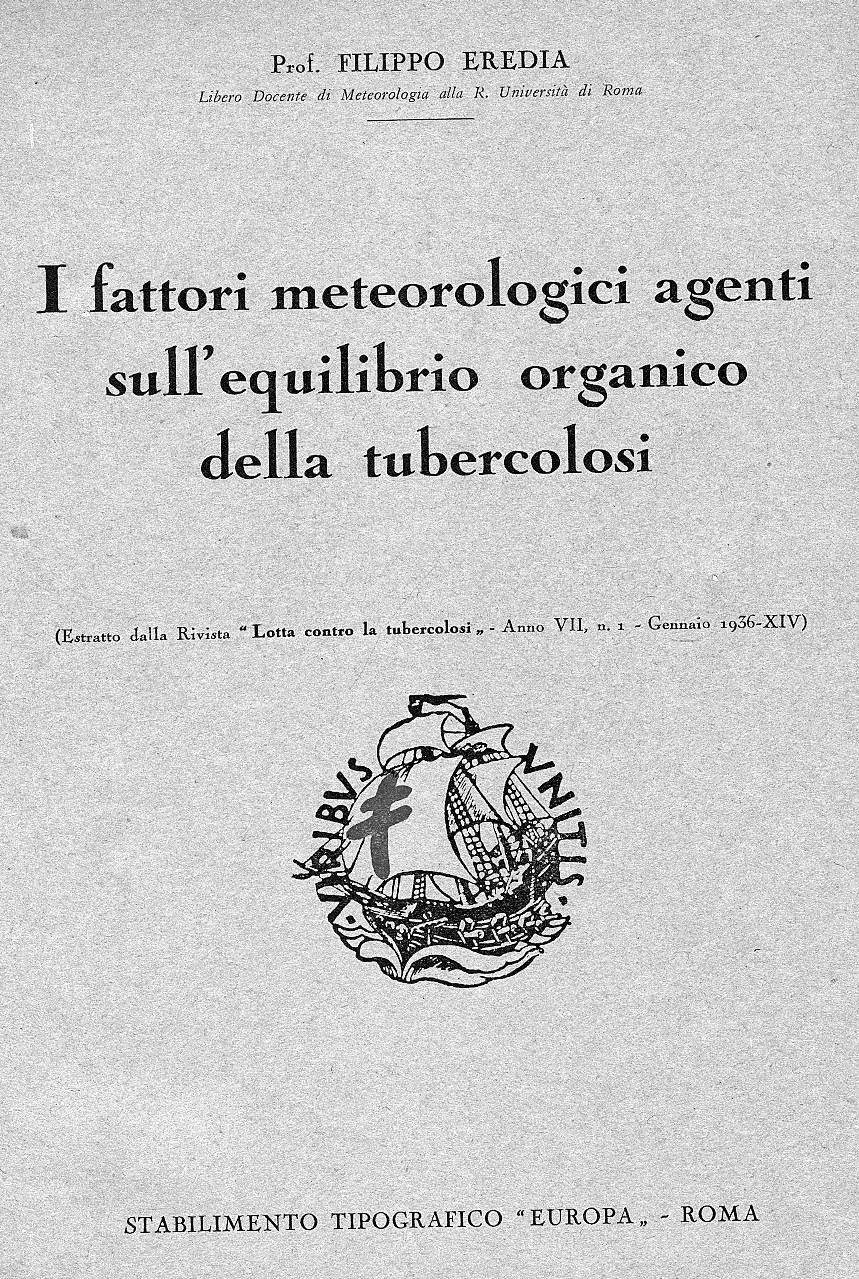 Prof. FILIPPO EREDIA
Libero Docente di Meteorologia alla R. Università di Roma
I fattori meteorologici agenti
sull'equilibrio organico
della tubercolosi
(Estratto dalla Rivista “Lotta contro la tubercolosi„ - Anno VII, n. 1 - Gennaio 1936-XIV)
·VIRIBVS VNITIS·
STABILIMENTO TIPOGRAFICO “EUROPA„ - ROMA